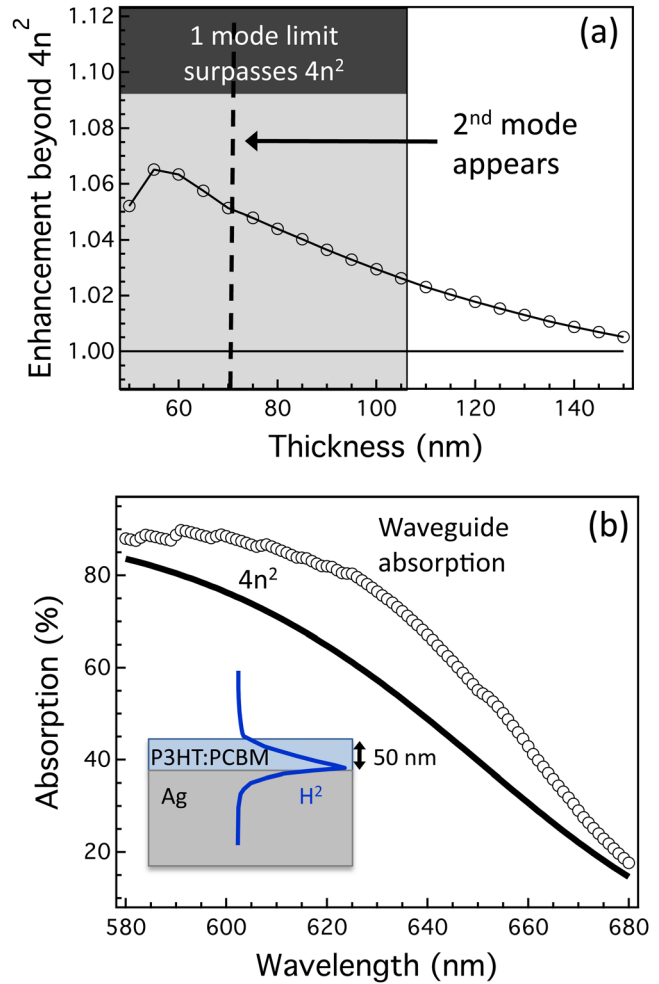 (a)
1 mode limit
surpasses 4n²
2nd mode
appears
Enhancement beyond 4n²
1.12
1.10
1.08
1.06
1.04
1.02
1.00
60 80 100 120 140
Thickness (nm)
(b)
Waveguide
absorption
4n²
Absorption (%)
80
60
40
20
P3HT:PCBM
50 nm
Ag
H²
580 600 620 640 660 680
Wavelength (nm)